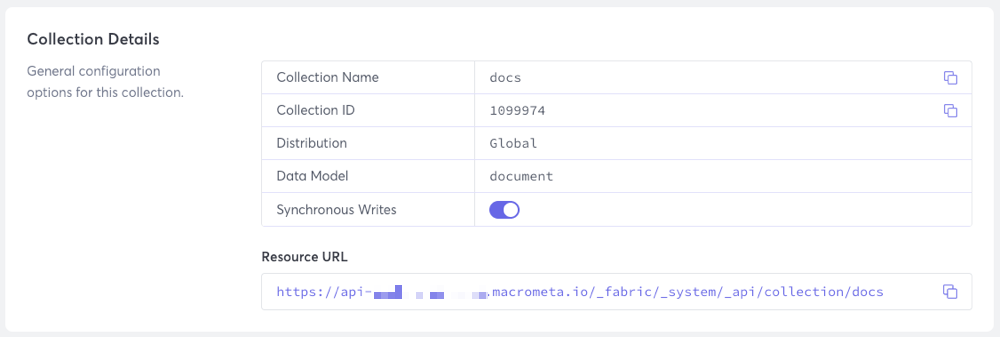 Collection Details
General configuration
options for this collection.
Collection Name docs
Collection ID 1099974
Distribution Global
Data Model document
Synchronous Writes
Resource URL
https://api- .macrometa.io/_fabric/_system/_api/collection/docs